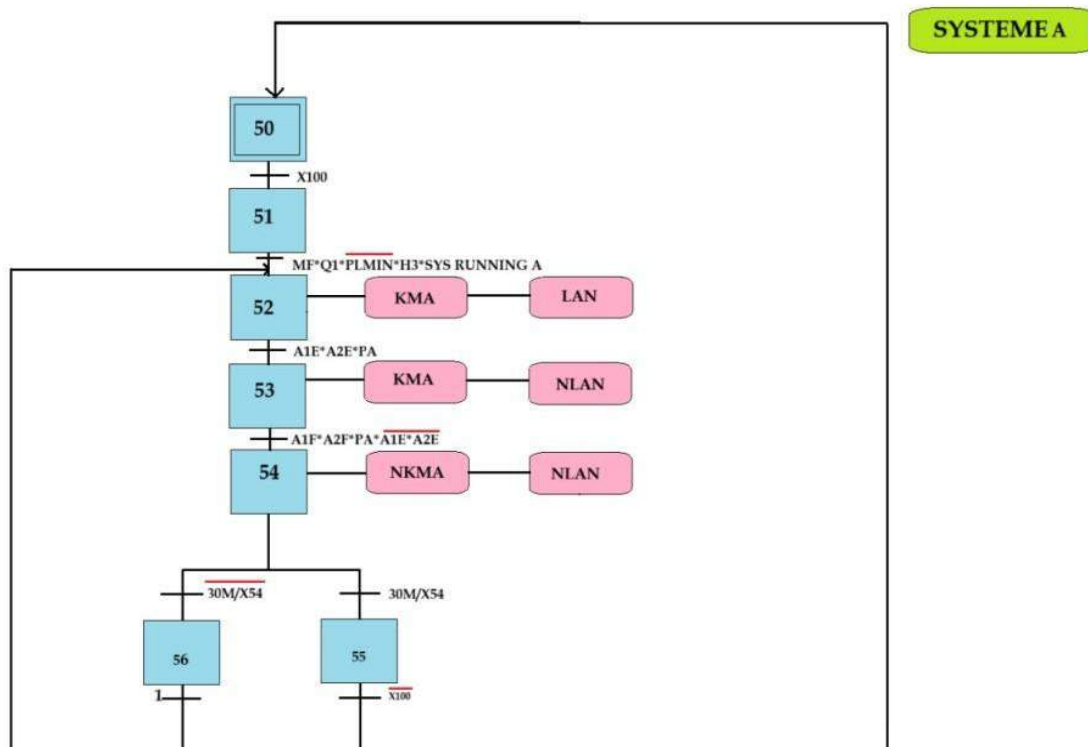 SYSTEME A
50
X100
51
MF*Q1*PLMIN*H3*SYS RUNNING A
52
KMA
LAN
A1E*A2E*PA
53
KMA
NLAN
A1F*A2F*PA*A1E*A2E
54
NKMA
NLAN
30M/X54
30M/X54
56
55
1
X100